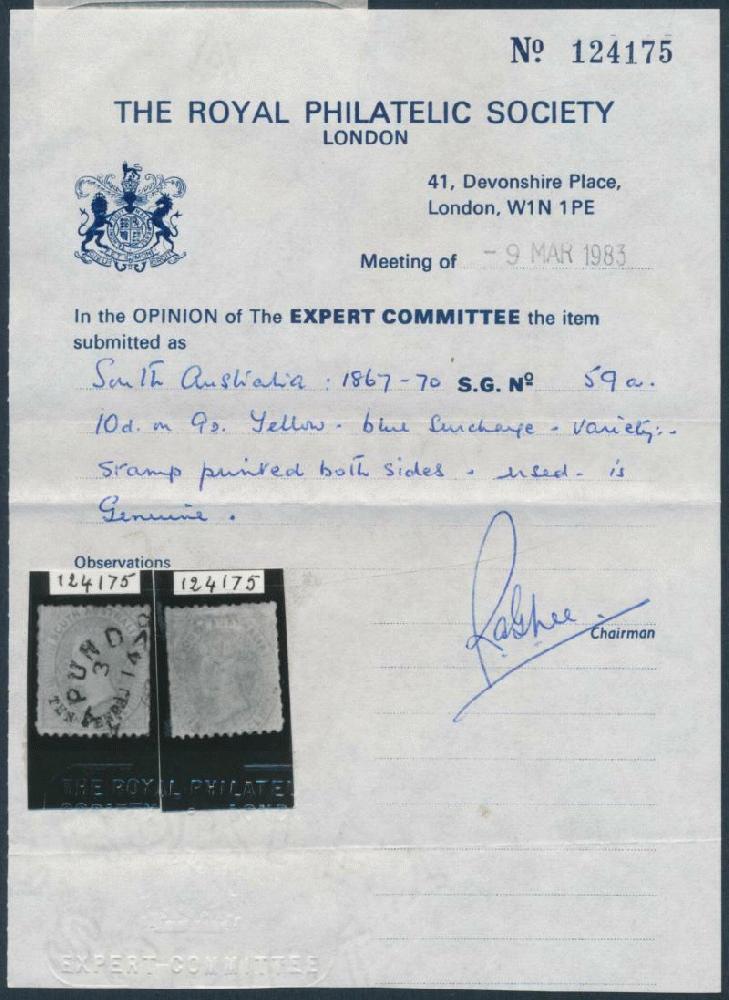 Nº 124175
THE ROYAL PHILATELIC SOCIETY
LONDON
41, Devonshire Place,
London, W1N 1PE
Meeting of - 9 MAR 1983
In the OPINION of The EXPERT COMMITTEE the item
submitted as
South Australia : 1867-70 S.G. Nº 59a.
10d. on 9d. Yellow - blue Surcharge - variety:-
Stamp printed both sides - used - is
Genuine.
Observations
124175 124175
Chairman
THE ROYAL PHILATEL
SOCIETY LOND
EXPERT COMMITTEE